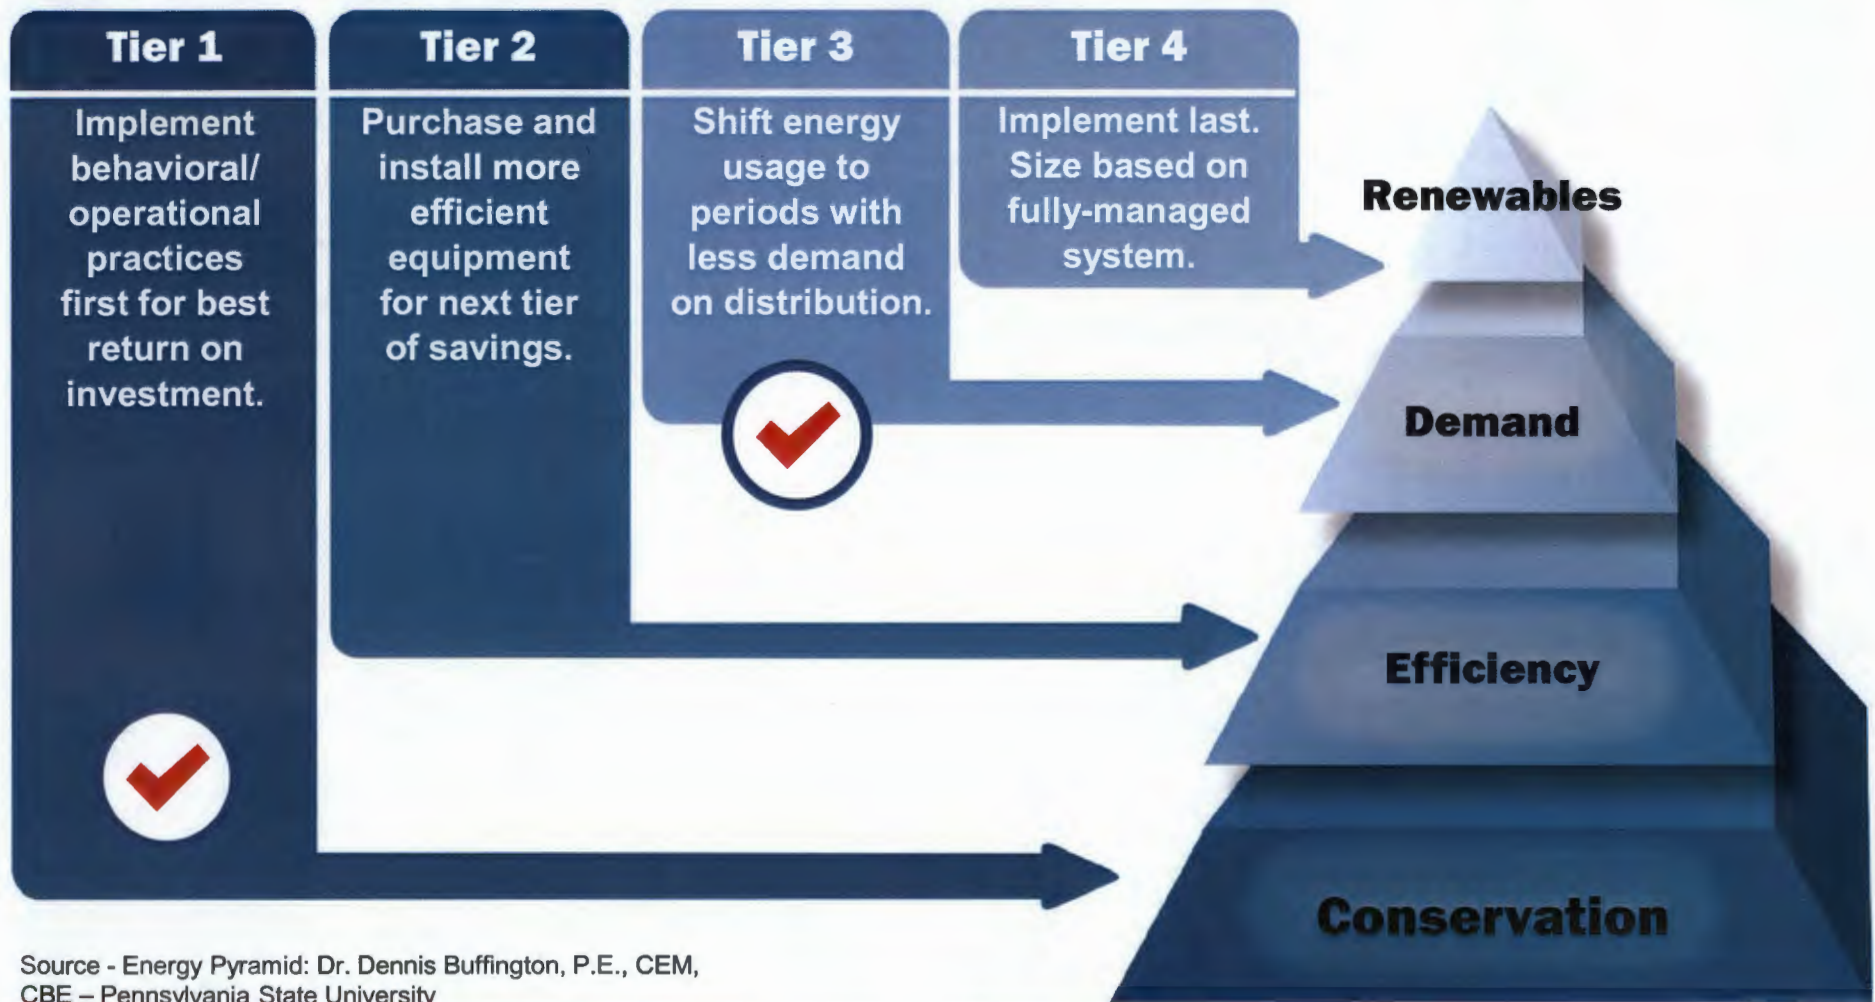 Tier 1
Implement
behavioral/
operational
practices
first for best
return on
investment.
Tier 2
Purchase and
install more
efficient
equipment
for next tier
of savings.
Tier 3
Shift energy
usage to
periods with
less demand
on distribution.
Tier 4
Implement last.
Size based on
fully-managed
system.
Renewables
Demand
Efficiency
Conservation
Source - Energy Pyramid: Dr. Dennis Buffington, P.E., CEM,
CBE – Pennsylvania State University